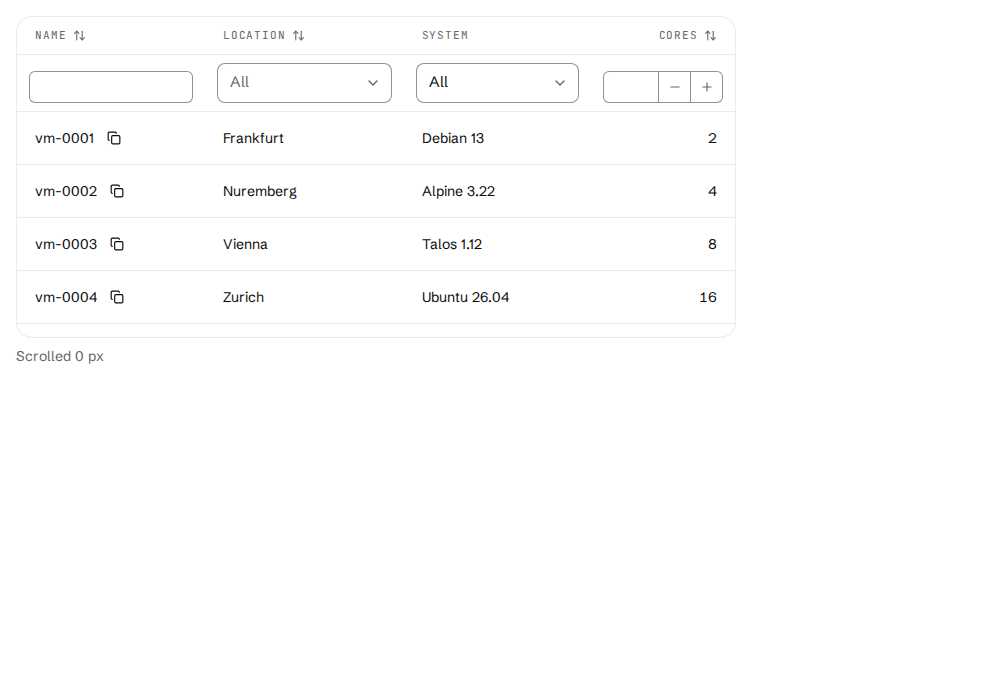 NAME LOCATION SYSTEM CORES
All All
vm-0001 Frankfurt Debian 13 2
vm-0002 Nuremberg Alpine 3.22 4
vm-0003 Vienna Talos 1.12 8
vm-0004 Zurich Ubuntu 26.04 16
Scrolled 0 px